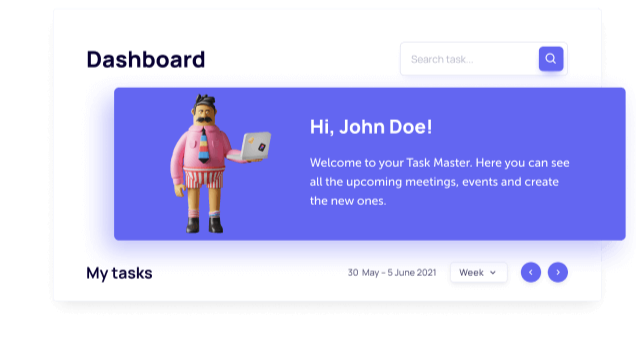 Dashboard
Search task...
Hi, John Doe!
Welcome to your Task Master. Here you can see
all the upcoming meetings, events and create
the new ones.
My tasks
30 May – 5 June 2021
Week